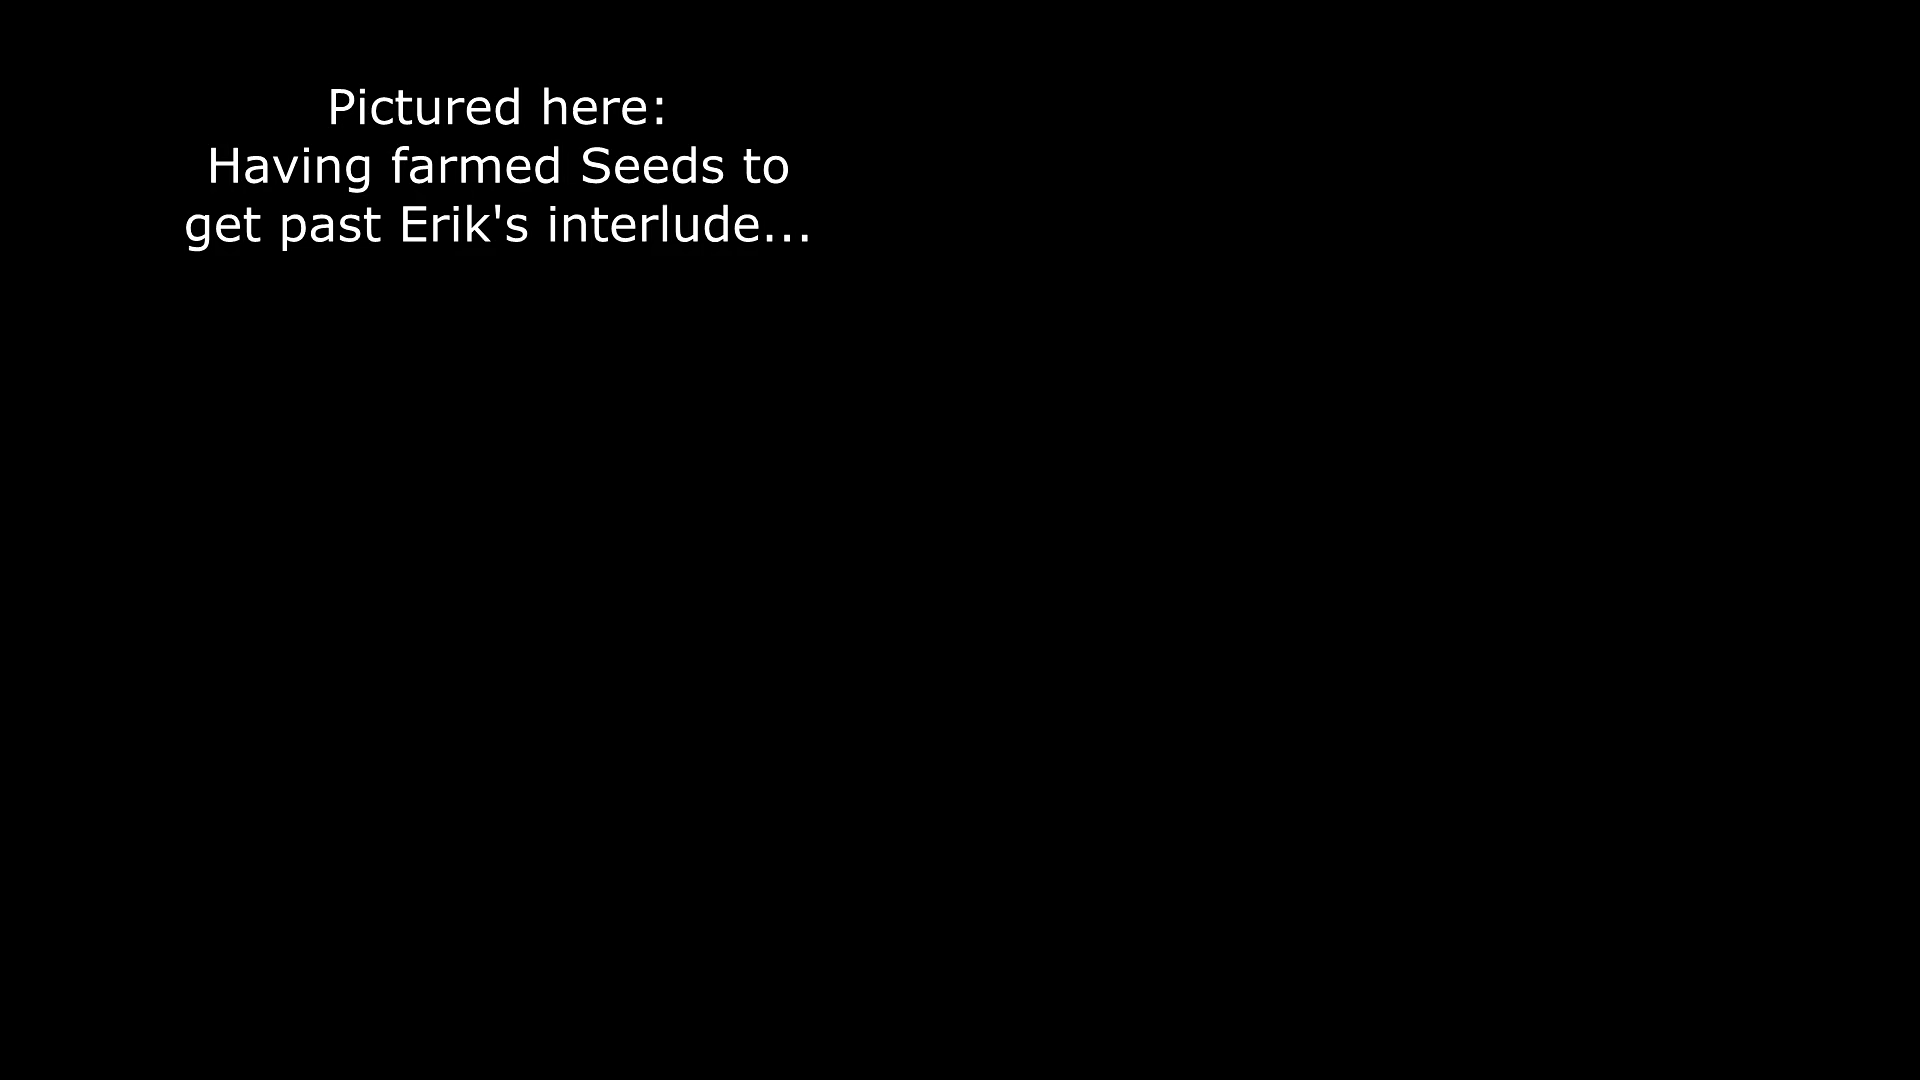 Pictured here:
Having farmed Seeds to
get past Erik's interlude...